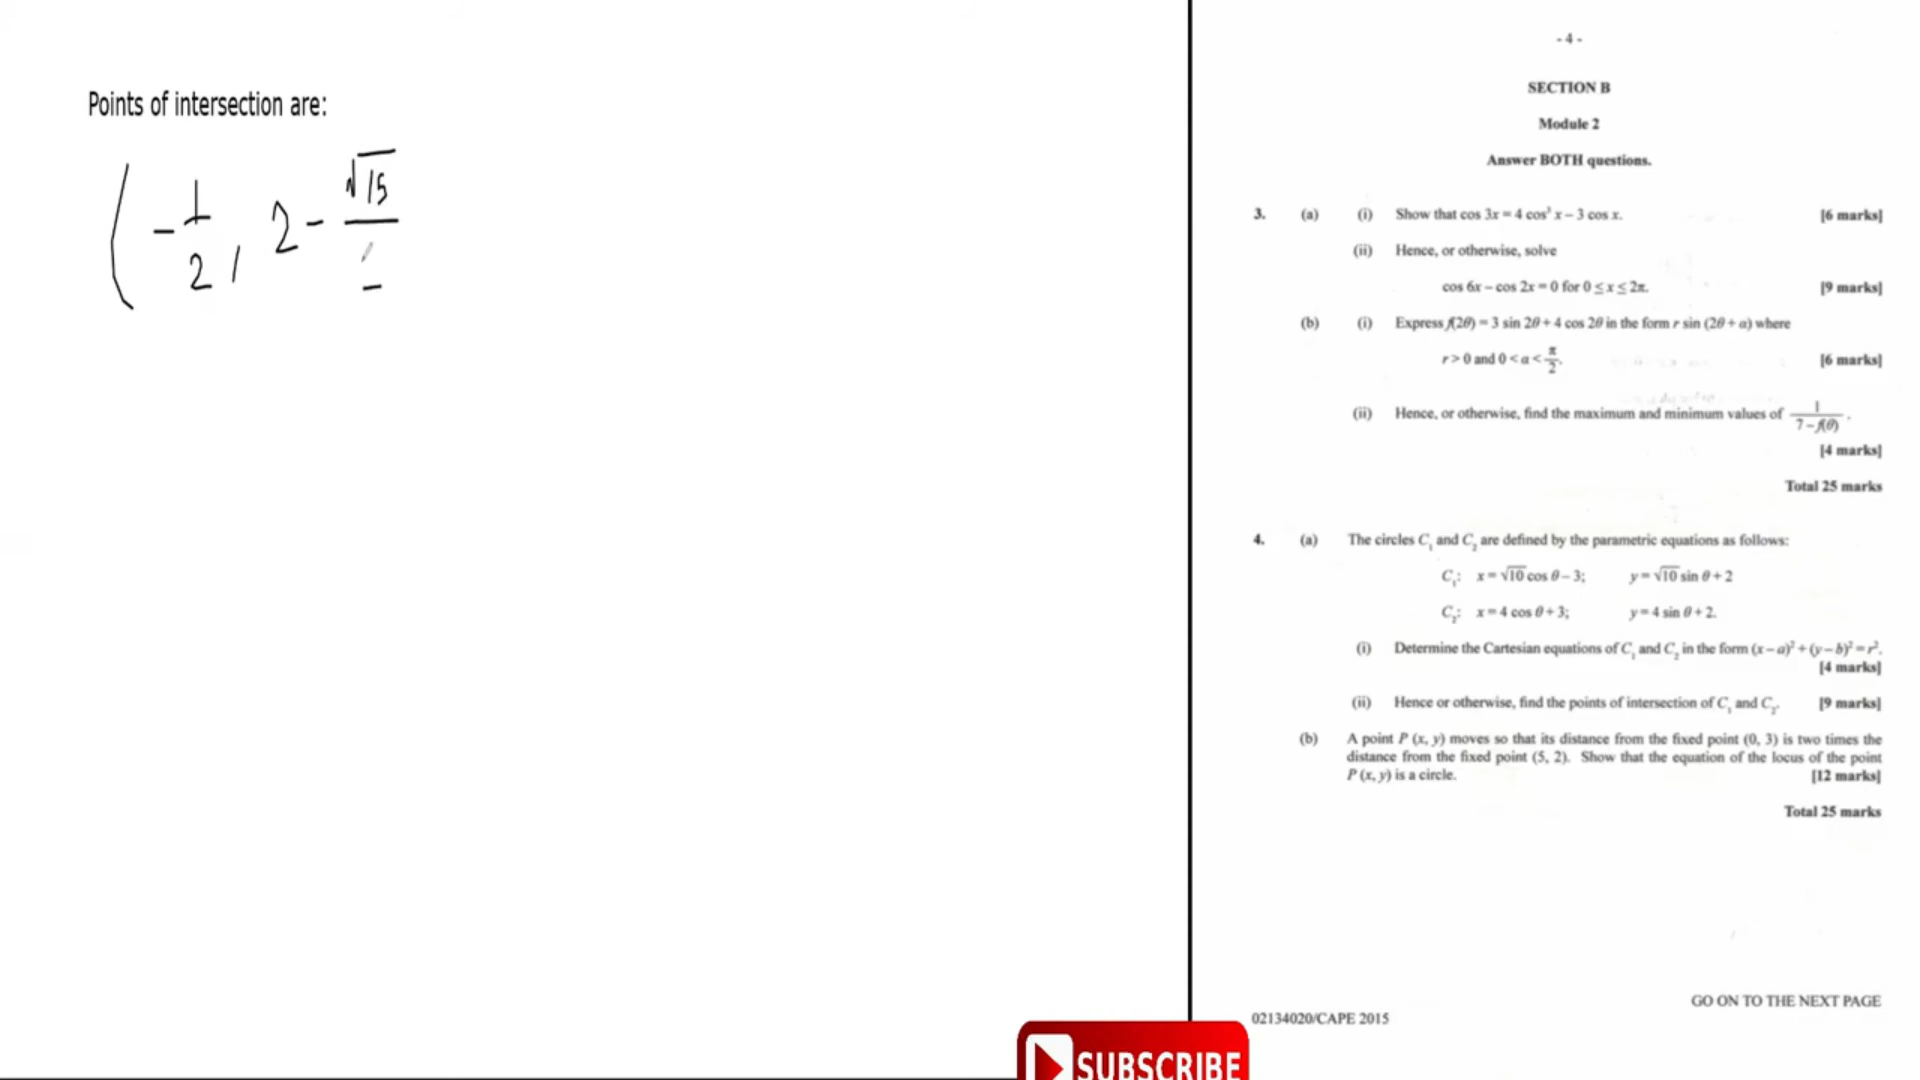 Points of intersection are:
(-1/2, 2 - √15/
- 4 -
SECTION B
Module 2
Answer BOTH questions.
3. (a) (i) Show that cos 3x = 4 cos³ x – 3 cos x. [6 marks]
(ii) Hence, or otherwise, solve
cos 6x – cos 2x = 0 for 0 ≤ x ≤ 2π. [9 marks]
(b) (i) Express f(2θ) = 3 sin 2θ + 4 cos 2θ in the form r sin (2θ + α) where
r > 0 and 0 < α < π/2. [6 marks]
(ii) Hence, or otherwise, find the maximum and minimum values of 1/(7 – f(θ)).
[4 marks]
Total 25 marks
4. (a) The circles C₁ and C₂ are defined by the parametric equations as follows:
C₁: x = √10 cos θ – 3; y = √10 sin θ + 2
C₂: x = 4 cos θ + 3; y = 4 sin θ + 2.
(i) Determine the Cartesian equations of C₁ and C₂ in the form (x – a)² + (y – b)² = r².
[4 marks]
(ii) Hence or otherwise, find the points of intersection of C₁ and C₂. [9 marks]
(b) A point P (x, y) moves so that its distance from the fixed point (0, 3) is two times the
distance from the fixed point (5, 2). Show that the equation of the locus of the point
P (x, y) is a circle. [12 marks]
Total 25 marks
GO ON TO THE NEXT PAGE
02134020/CAPE 2015
SUBSCRIBE